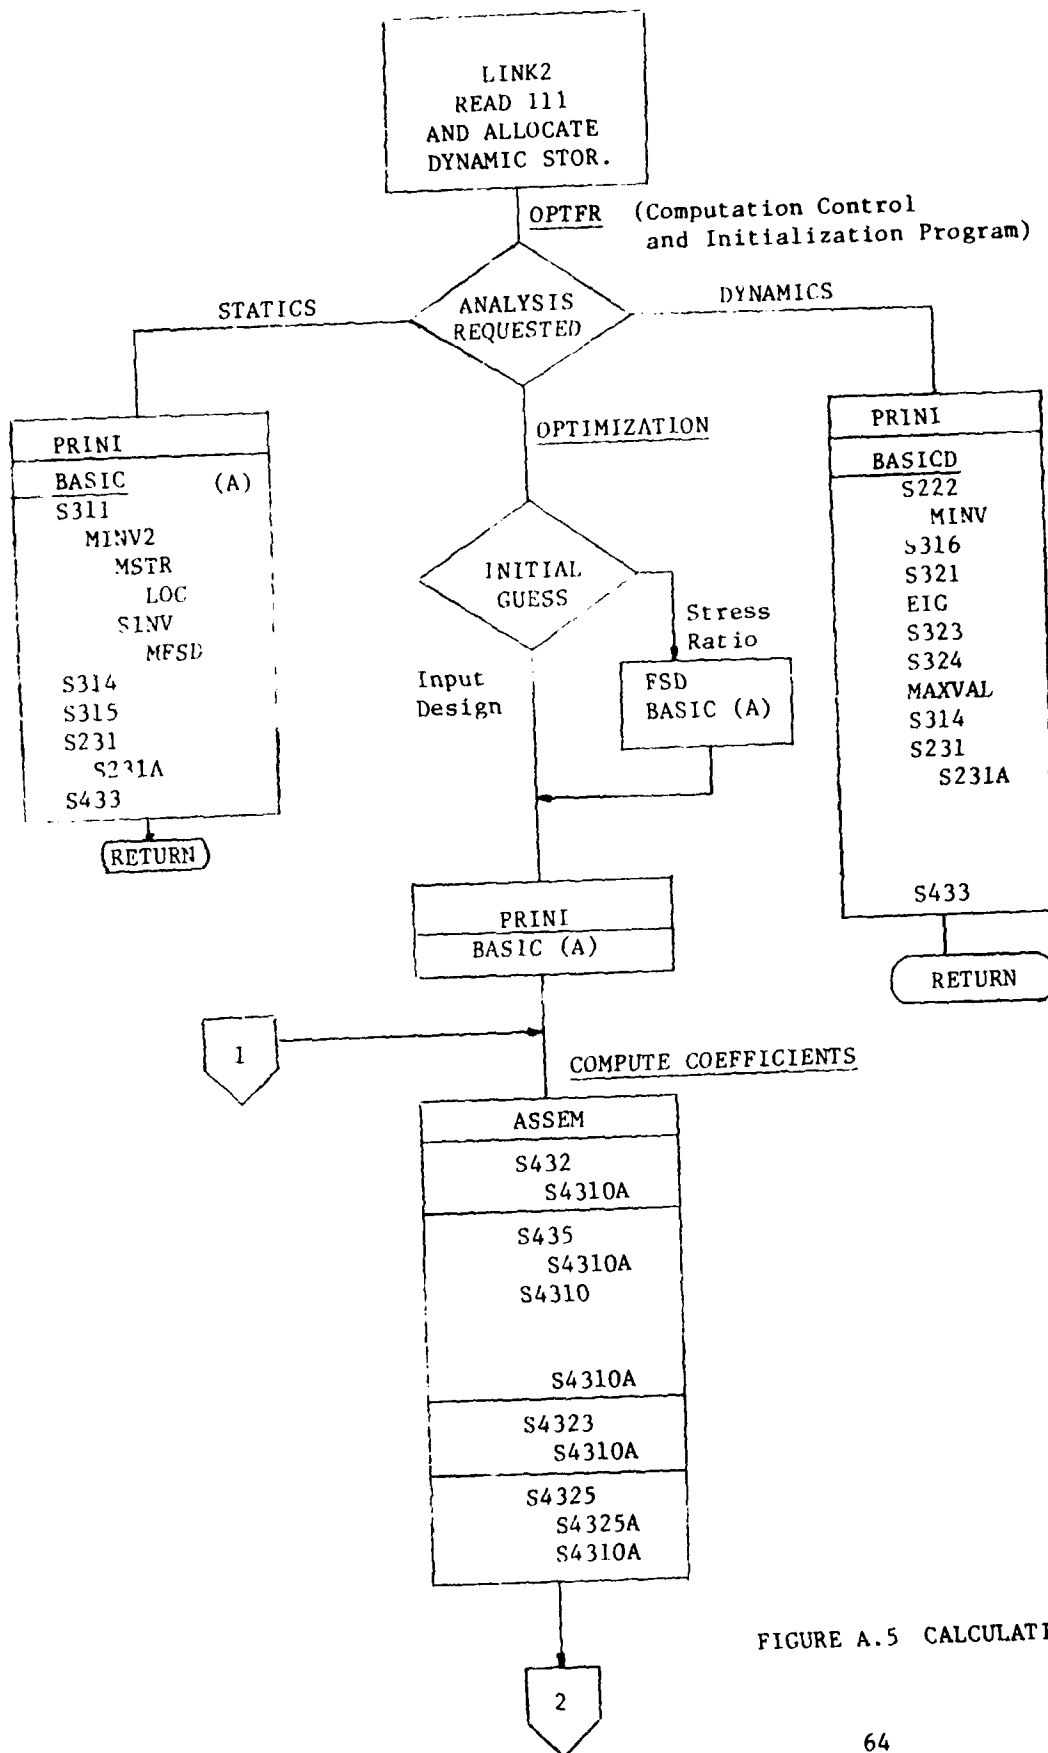 LINK2
READ 111
AND ALLOCATE
DYNAMIC STOR.
OPTFR (Computation Control
and Initialization Program)
STATICS
ANALYSIS
REQUESTED
DYNAMICS
PRINI
BASIC (A)
S311
MINV2
MSTR
LOC
SINV
MFSD
S314
S315
S231
S231A
S433
RETURN
OPTIMIZATION
INITIAL
GUESS
Stress
Ratio
Input
Design
FSD
BASIC (A)
PRINI
BASICD
S222
MINV
S316
S321
EIG
S323
S324
MAXVAL
S314
S231
S231A
S433
RETURN
PRINI
BASIC (A)
1
COMPUTE COEFFICIENTS
ASSEM
S432
S4310A
S435
S4310A
S4310
S4310A
S4323
S4310A
S4325
S4325A
S4310A
2
FIGURE A.5 CALCULATI
64